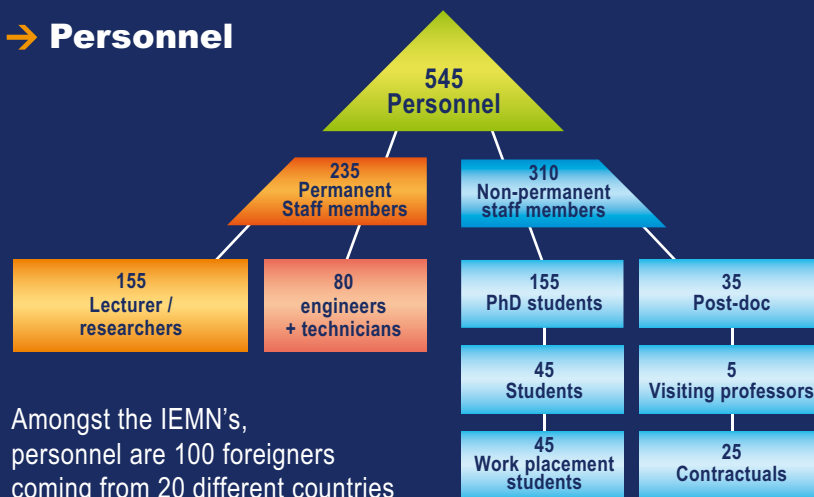 → Personnel
545
Personnel
235
Permanent
Staff members
310
Non-permanent
staff members
155
Lecturer /
researchers
80
engineers
+ technicians
155
PhD students
35
Post-doc
45
Students
5
Visiting professors
45
Work placement
students
25
Contractuals
Amongst the IEMN's,
personnel are 100 foreigners
coming from 20 different countries